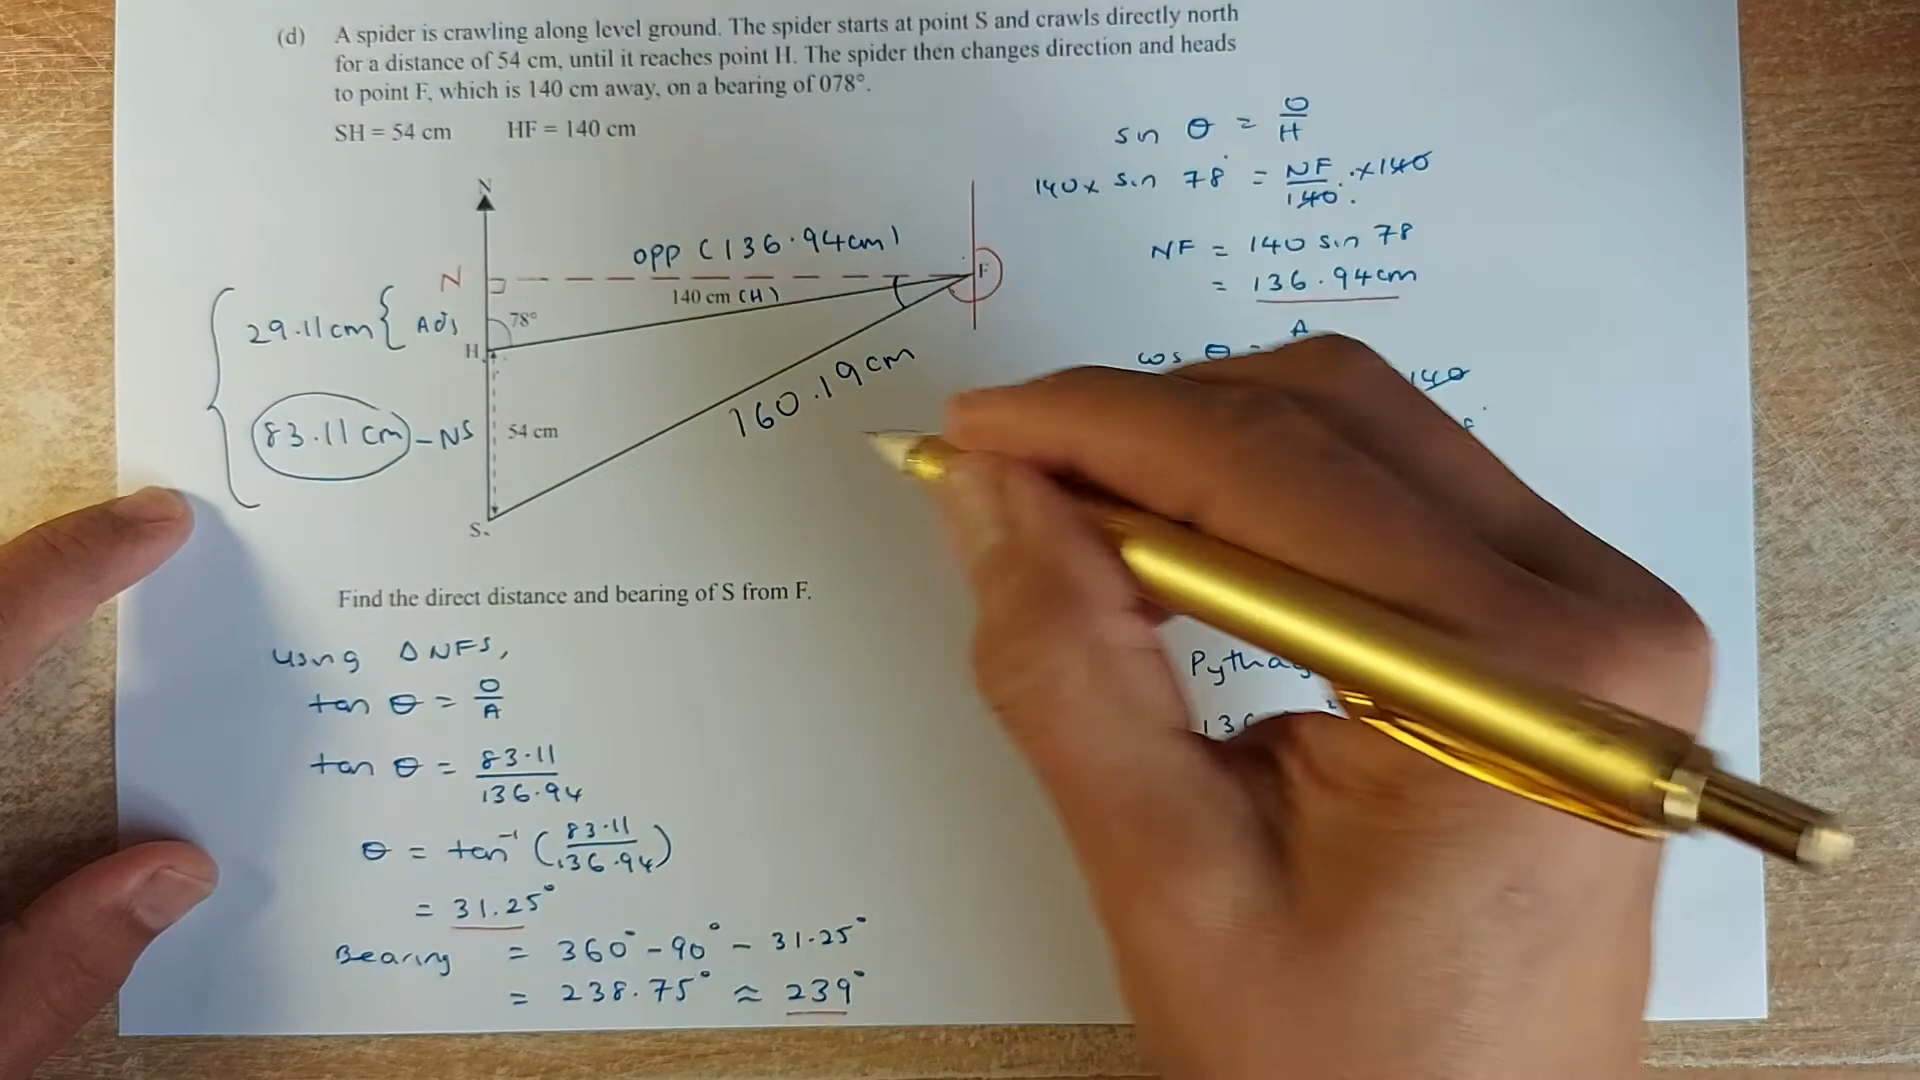 (d) A spider is crawling along level ground. The spider starts at point S and crawls directly north
for a distance of 54 cm, until it reaches point H. The spider then changes direction and heads
to point F, which is 140 cm away, on a bearing of 078°.
SH = 54 cm HF = 140 cm
N
opp (136.94cm)
N
F
140 cm (H)
29.11cm { Adj
78°
H
160.19cm
83.11 cm - NS
54 cm
S
Find the direct distance and bearing of S from F.
using △NFS,
tan θ = O/A
tan θ = 83.11/136.94
θ = tan⁻¹ (83.11/136.94)
= 31.25°
Bearing = 360° - 90° - 31.25°
= 238.75° ≈ 239°
sin θ = O/H
140 x sin 78° = NF/140 . x 140
NF = 140 sin 78
= 136.94cm
cos θ = A
140